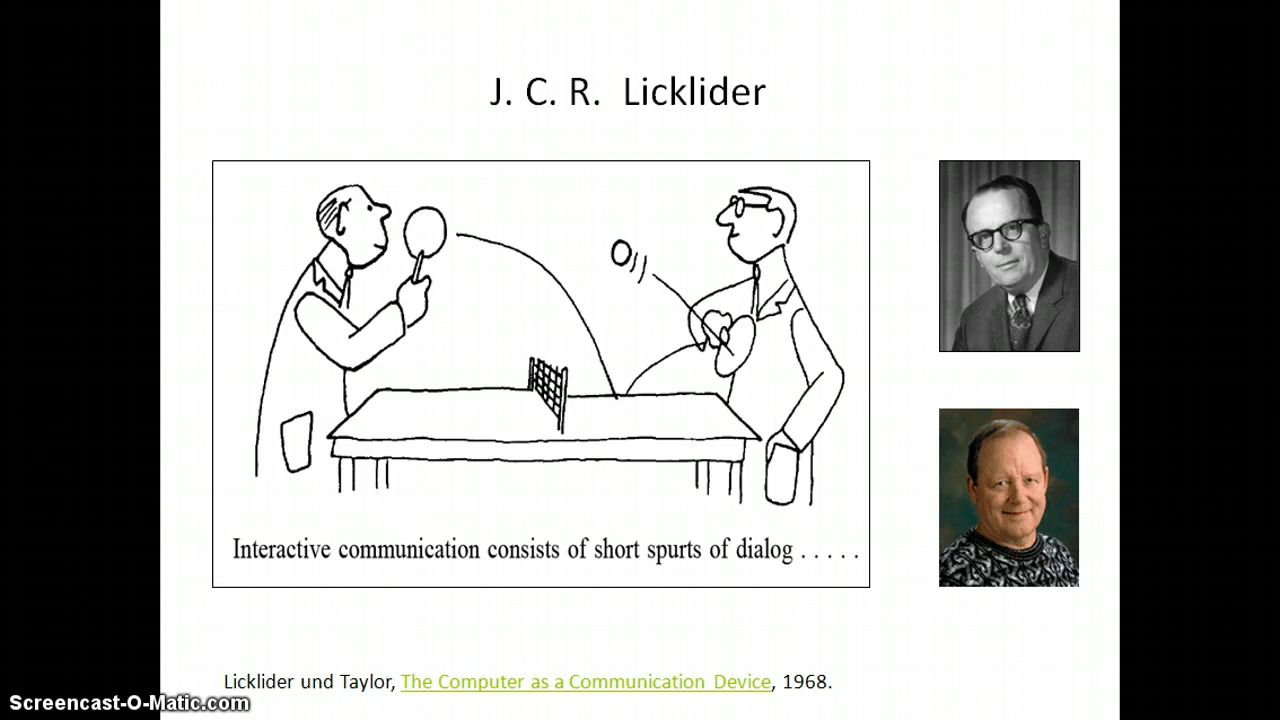 J. C. R. Licklider
Interactive communication consists of short spurts of dialog . . . . .
Licklider und Taylor, The Computer as a Communication Device, 1968.
Screencast-O-Matic.com